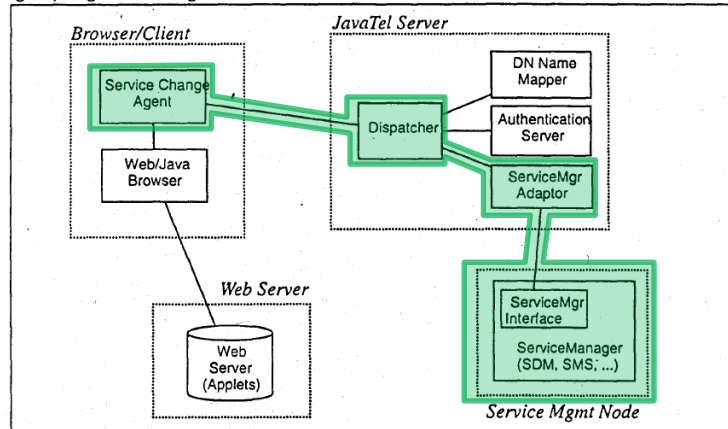 Browser/Client
JavaTel Server
Service Change
Agent
DN Name
Mapper
Dispatcher
Authentication
Server
Web/Java
Browser
ServiceMgr
Adaptor
Web Server
Web
Server
(Applets)
ServiceMgr
Interface
ServiceManager
(SDM, SMS, ...)
Service Mgmt Node